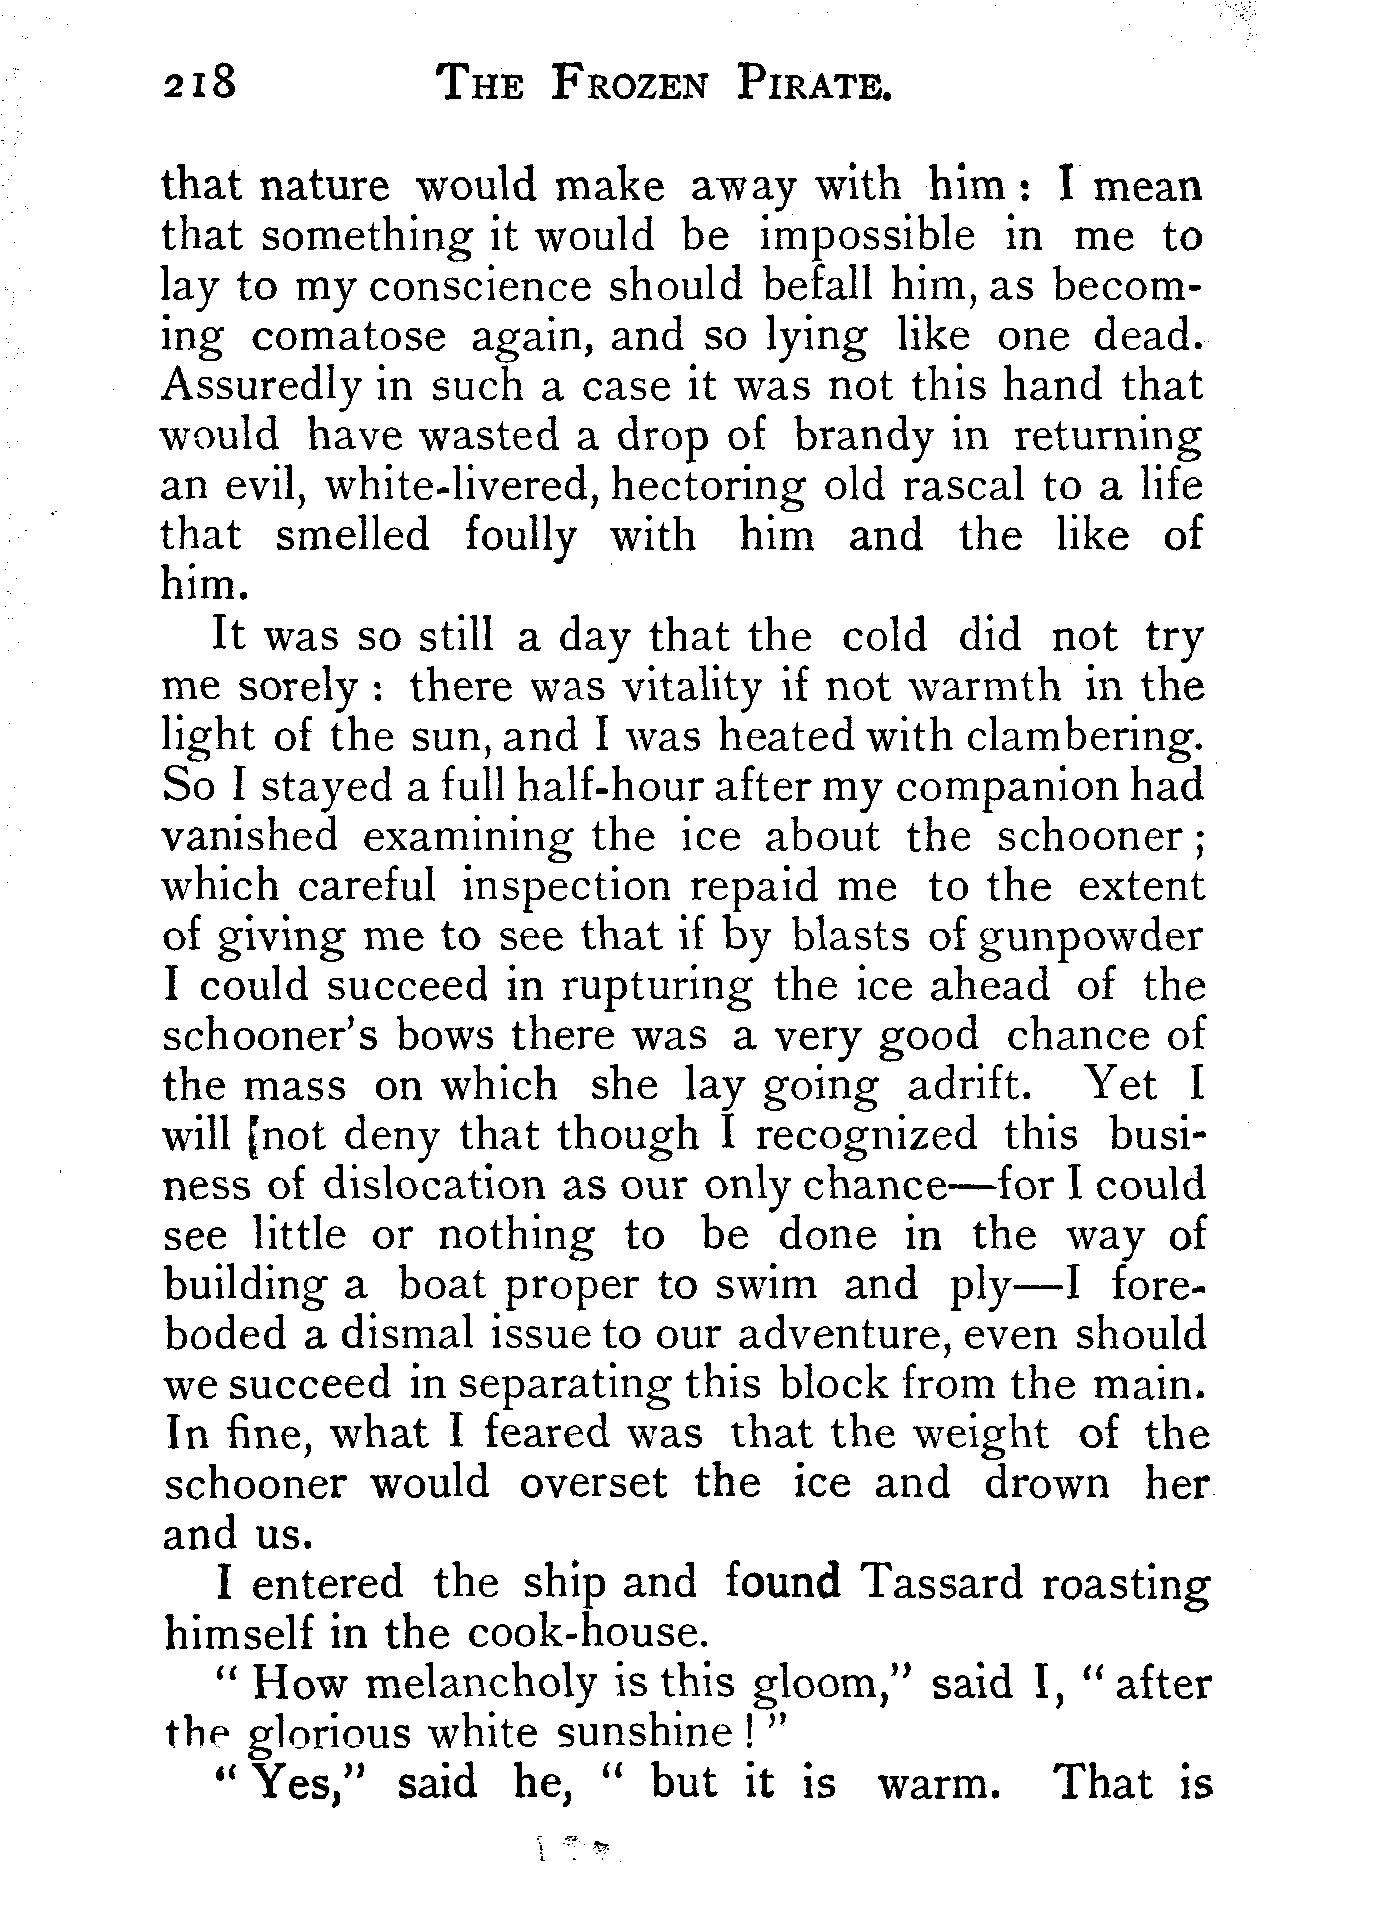 218 THE FROZEN PIRATE.
that nature would make away with him : I mean
that something it would be impossible in me to
lay to my conscience should befall him, as becom-
ing comatose again, and so lying like one dead.
Assuredly in such a case it was not this hand that
would have wasted a drop of brandy in returning
an evil, white-livered, hectoring old rascal to a life
that smelled foully with him and the like of
him.
It was so still a day that the cold did not try
me sorely : there was vitality if not warmth in the
light of the sun, and I was heated with clambering.
So I stayed a full half-hour after my companion had
vanished examining the ice about the schooner ;
which careful inspection repaid me to the extent
of giving me to see that if by blasts of gunpowder
I could succeed in rupturing the ice ahead of the
schooner's bows there was a very good chance of
the mass on which she lay going adrift. Yet I
will [not deny that though I recognized this busi-
ness of dislocation as our only chance—for I could
see little or nothing to be done in the way of
building a boat proper to swim and ply—I fore-
boded a dismal issue to our adventure, even should
we succeed in separating this block from the main.
In fine, what I feared was that the weight of the
schooner would overset the ice and drown her
and us.
I entered the ship and found Tassard roasting
himself in the cook-house.
" How melancholy is this gloom," said I, " after
the glorious white sunshine ! "
" Yes," said he, " but it is warm. That is